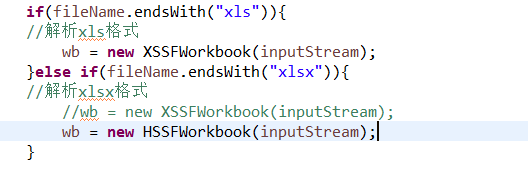 if(fileName.endsWith("xls")){
//解析xls格式
wb = new XSSFWorkbook(inputStream);
}else if(fileName.endsWith("xlsx")){
//解析xlsx格式
//wb = new XSSFWorkbook(inputStream);
wb = new HSSFWorkbook(inputStream);
}